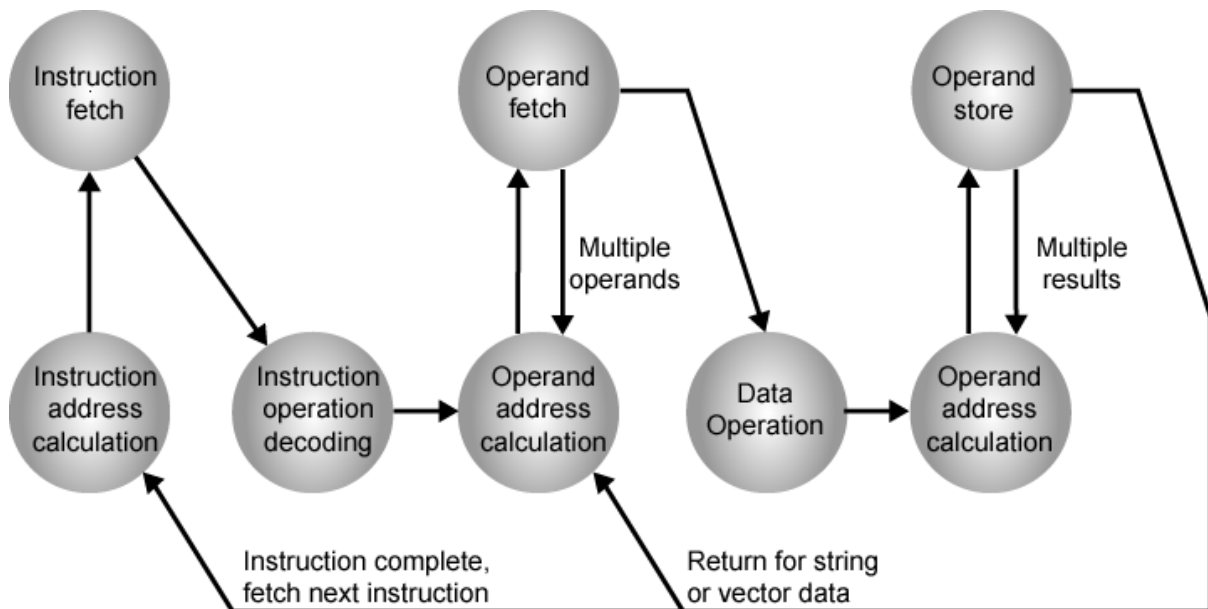 Instruction
fetch
Operand
fetch
Operand
store
Multiple
operands
Multiple
results
Instruction
address
calculation
Instruction
operation
decoding
Operand
address
calculation
Data
Operation
Operand
address
calculation
Instruction complete,
fetch next instruction
Return for string
or vector data